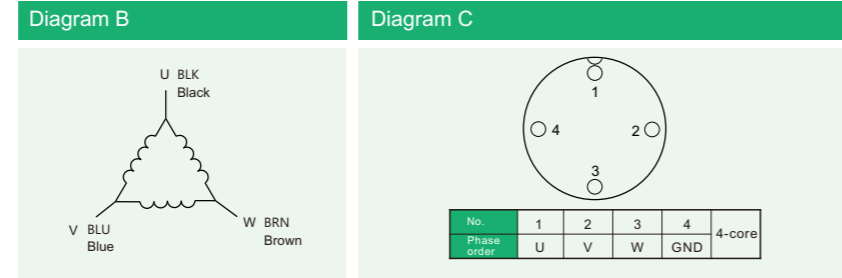 Diagram B
U BLK
Black
V BLU
Blue
W BRN
Brown
Diagram C
1
4 2
3
No. 1 2 3 4 4-core
Phase order U V W GND